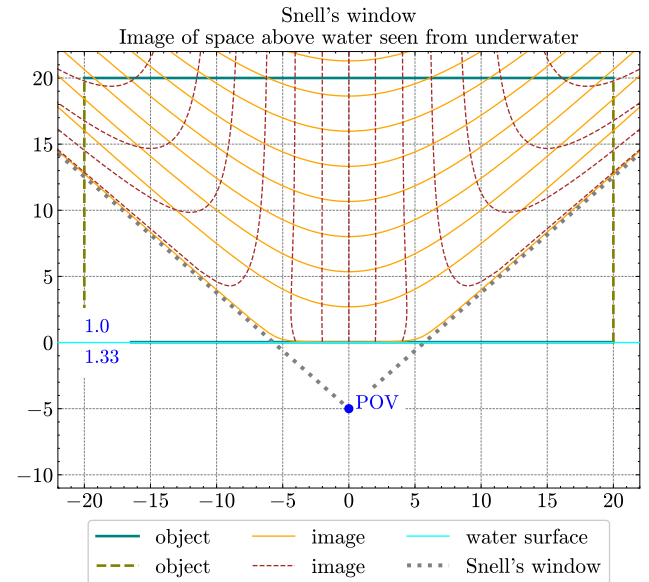 Snell's window
Image of space above water seen from underwater
20
15
10
5
0
−5
−10
1.0
1.33
POV
−20 −15 −10 −5 0 5 10 15 20
object image water surface
object image Snell's window